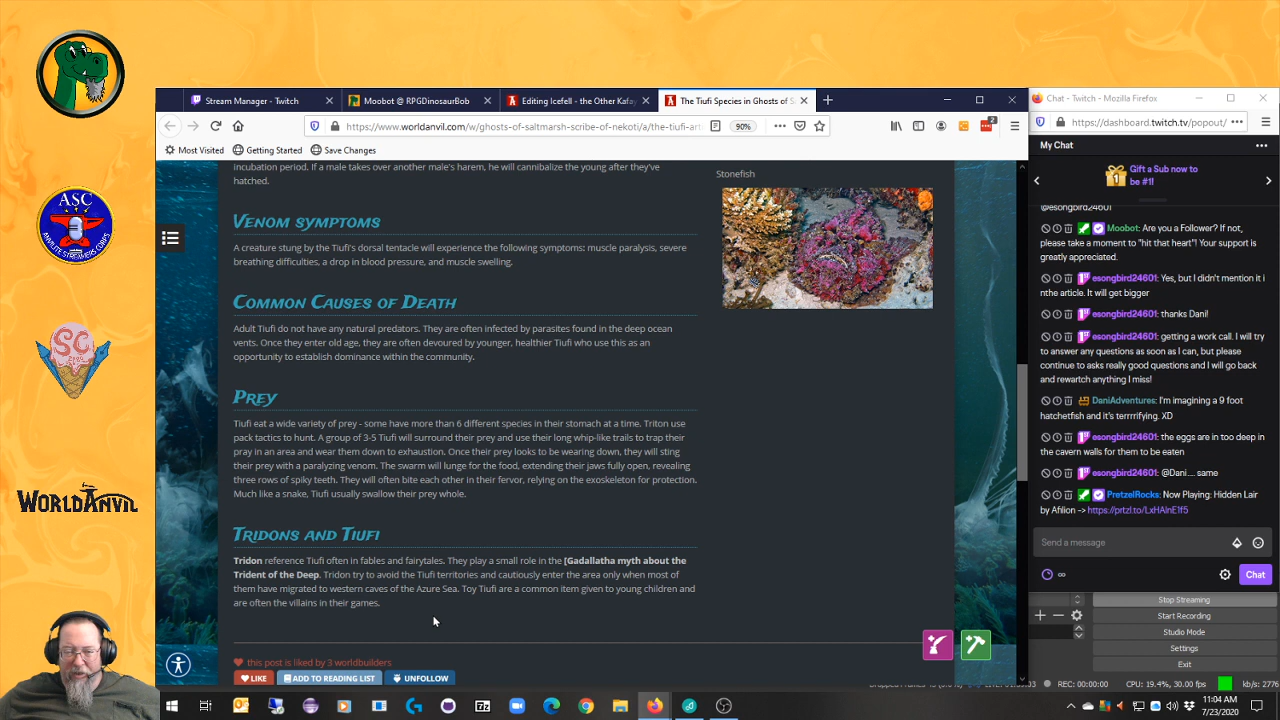 Stream Manager - Twitch
Moobot @ RPGDinosaurBob
Editing Icefell - the Other Kafay
The Tiufi Species in Ghosts of S
https://www.worldanvil.com/w/ghosts-of-saltmarsh-scribe-of-nekoti/a/the-tiufi-art
90%
Most Visited
Getting Started
Save Changes
incubation period. If a male takes over another male's harem, he will cannibalize the young after they've
hatched.
VENOM SYMPTOMS
A creature stung by the Tiufi's dorsal tentacle will experience the following symptoms: muscle paralysis, severe
breathing difficulties, a drop in blood pressure, and muscle swelling.
COMMON CAUSES OF DEATH
Adult Tiufi do not have any natural predators. They are often infected by parasites found in the deep ocean
vents. Once they enter old age, they are often devoured by younger, healthier Tiufi who use this as an
opportunity to establish dominance within the community.
PREY
Tiufi eat a wide variety of prey - some have more than 6 different species in their stomach at a time. Triton use
pack tactics to hunt. A group of 3-5 Tiufi will surround their prey and use their long whip-like trails to trap their
pray in an area and wear them down to exhaustion. Once their prey looks to be wearing down, they will sting
their prey with a paralyzing venom. The swarm will lunge for the food, extending their jaws fully open, revealing
three rows of spiky teeth. They will often bite each other in their fervor, relying on the exoskeleton for protection.
Much like a snake, Tiufi usually swallow their prey whole.
TRIDONS AND TIUFI
Tridon reference Tiufi often in fables and fairytales. They play a small role in the [Gadallatha myth about the
Trident of the Deep. Tridon try to avoid the Tiufi territories and cautiously enter the area only when most of
them have migrated to western caves of the Azure Sea. Toy Tiufi are a common item given to young children and
are often the villains in their games.
this post is liked by 3 worldbuilders
LIKE
ADD TO READING LIST
UNFOLLOW
Stonefish
ASC
ANVILITE STREAMERS CORPS
SC
WORLDANVIL
Chat - Twitch - Mozilla Firefox
https://dashboard.twitch.tv/popout/
My Chat
Gift a Sub now to
be #1!
1
2
@esongbird24601
Moobot: Are you a Follower? If not,
please take a moment to "hit that heart"! Your support is
greatly appreciated.
esongbird24601: Yes, but I didn't mention it i
nthe article. It will get bigger
esongbird24601: thanks Dani!
esongbird24601: getting a work call. I will try
to answer any questions as soon as I can, but please
continue to asks really good questions and I will go back
and rewarch anything I miss!
DaniAdventures: I'm imagining a 9 foot
hatchetfish and it's terrrrifying. XD
esongbird24601: the eggs are in too deep in
the cavern walls for them to be eaten
esongbird24601: @Dani.... same
PretzelRocks: Now Playing: Hidden Lair
by Afilion -> https://prtzl.to/LxHAlnE1f5
Send a message
∞
Chat
Stop Streaming
Start Recording
Studio Mode
Settings
Exit
REC: 00:00:00
CPU: 19.4%, 30.00 fps
kb/s: 2776
11:04 AM
7/23/2020